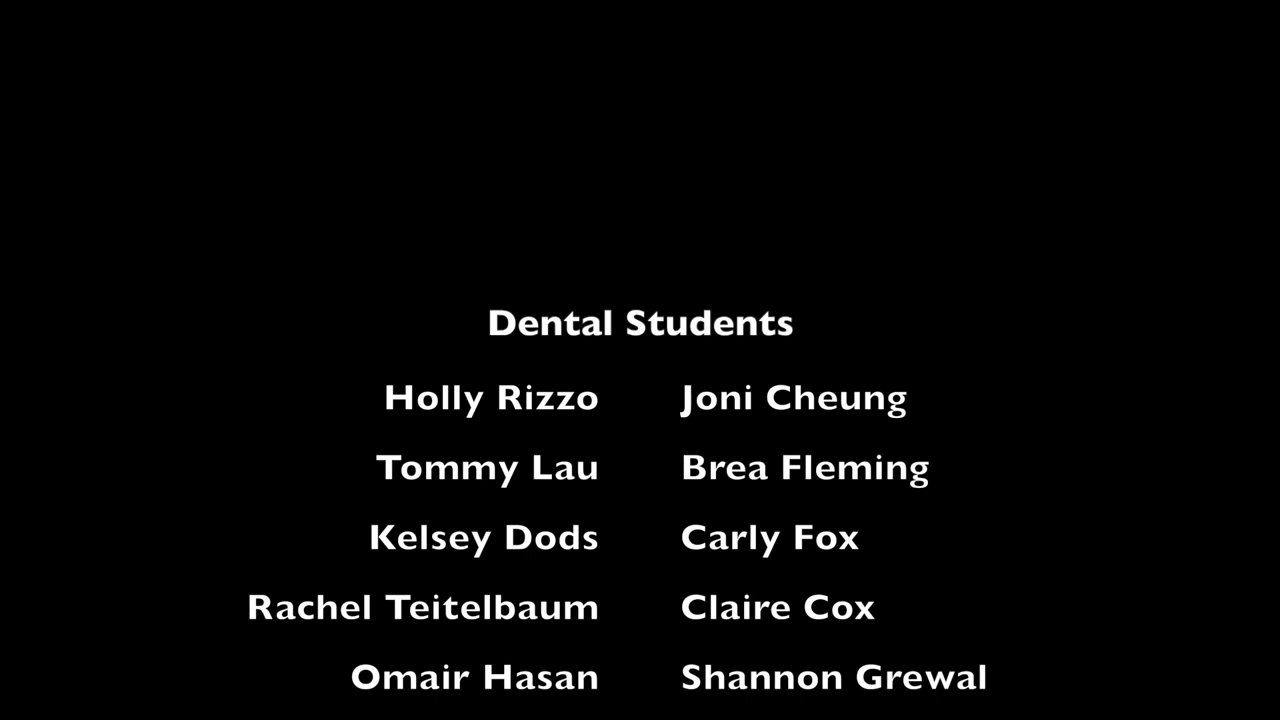 Dental Students
Holly Rizzo Joni Cheung
Tommy Lau Brea Fleming
Kelsey Dods Carly Fox
Rachel Teitelbaum Claire Cox
Omair Hasan Shannon Grewal